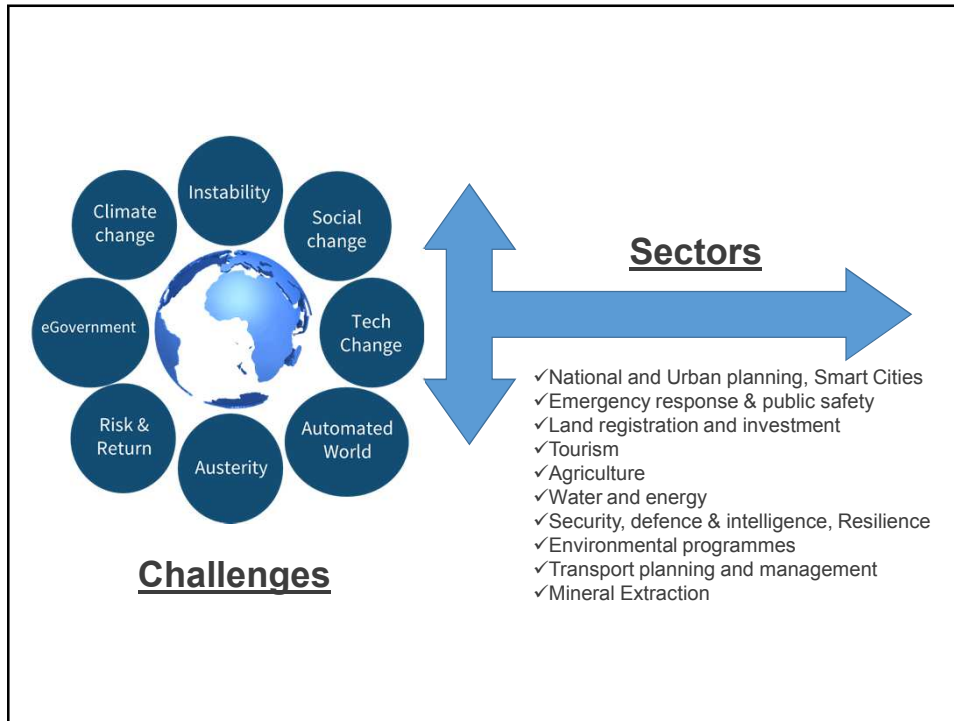 Instability
Climate
change
Social
change
eGovernment
Tech
Change
Risk &
Return
Automated
World
Austerity
Challenges
Sectors
✓National and Urban planning, Smart Cities
✓Emergency response & public safety
✓Land registration and investment
✓Tourism
✓Agriculture
✓Water and energy
✓Security, defence & intelligence, Resilience
✓Environmental programmes
✓Transport planning and management
✓Mineral Extraction